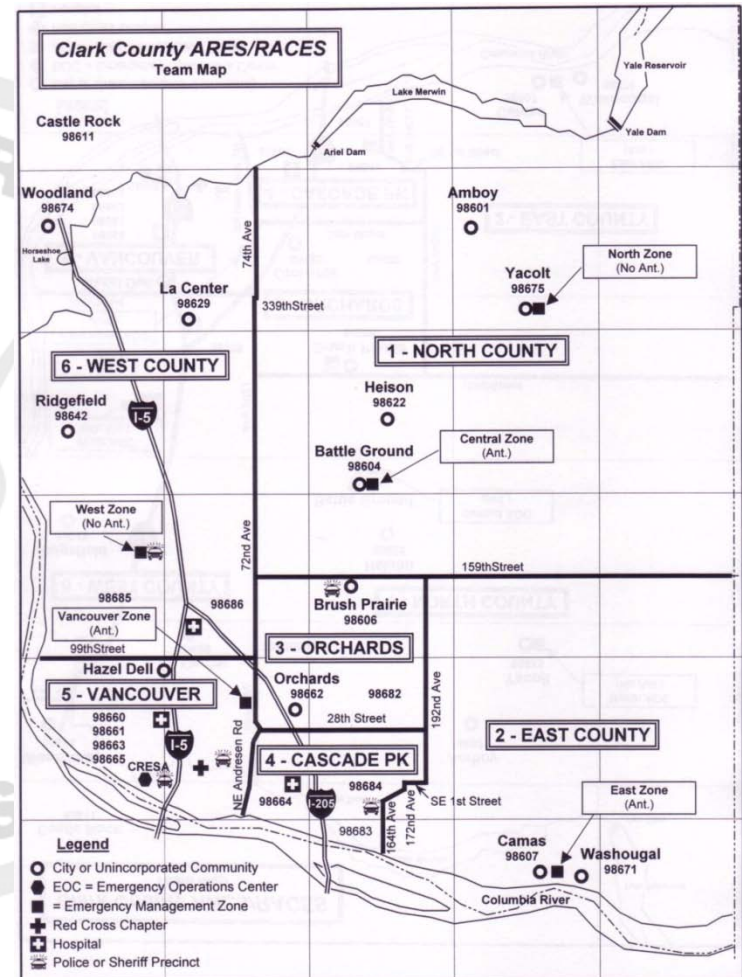 Clark County ARES/RACES
Team Map
Yale Reservoir
Lake Merwin
Castle Rock
98611
Yale Dam
Ariel Dam
Woodland
98674
Amboy
98601
Horseshoe
Lake
74th Ave
North Zone
(No Ant.)
Yacolt
98675
La Center
98629
339thStreet
6 - WEST COUNTY
1 - NORTH COUNTY
Ridgefield
98642
I-5
Heison
98622
Battle Ground
98604
Central Zone
(Ant.)
West Zone
(No Ant.)
72nd Ave
159thStreet
98685
98686
Brush Prairie
98606
Vancouver Zone
(Ant.)
99thStreet
3 - ORCHARDS
Hazel Dell
5 - VANCOUVER
Orchards
98662
98682
192nd Ave
98660
98661
98663
98665
28th Street
2 - EAST COUNTY
I-5
NE Andresen Rd
4 - CASCADE PK
CRESA
98664
I-205
98684
SE 1st Street
98683
164th Ave
172nd Ave
East Zone
(Ant.)
Camas
98607
Washougal
98671
Columbia River
Legend
City or Unincorporated Community
EOC = Emergency Operations Center
= Emergency Management Zone
Red Cross Chapter
Hospital
Police or Sheriff Precinct